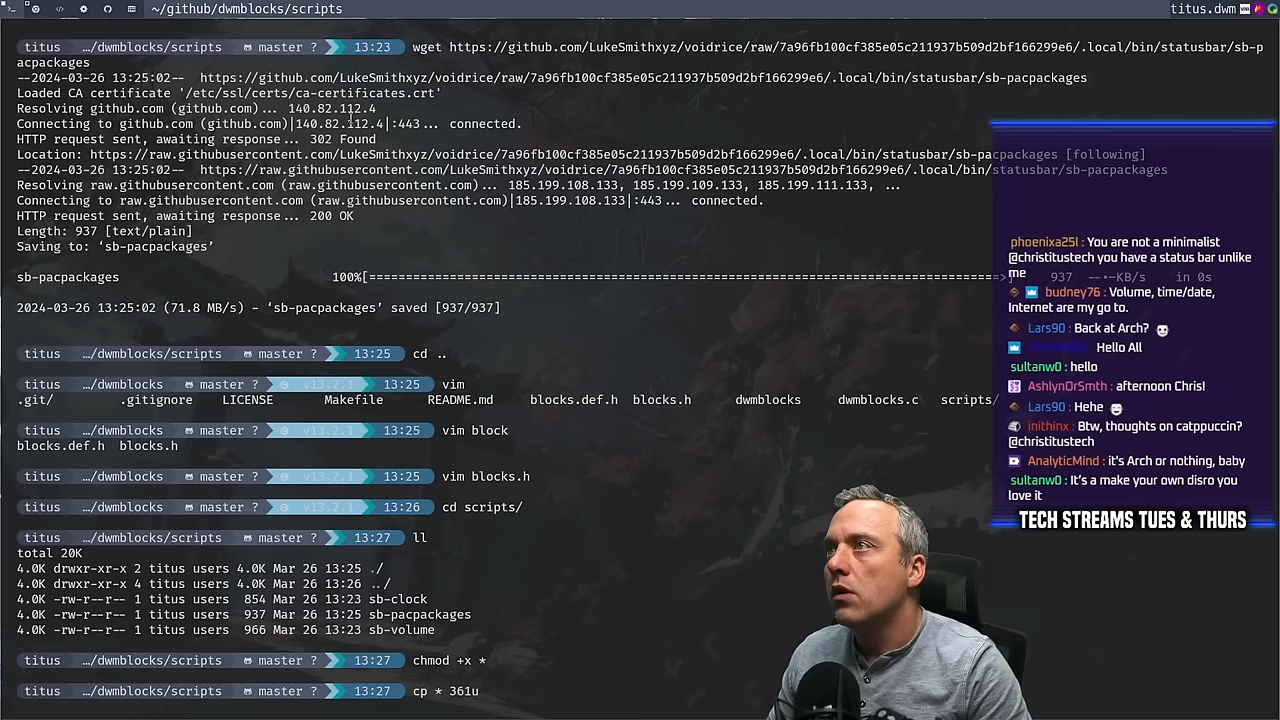 ~/github/dwmblocks/scripts
titus.dwm
titus …/dwmblocks/scripts master ? 13:23 wget https://github.com/LukeSmithxyz/voidrice/raw/7a96fb100cf385e05c211937b509d2bf166299e6/.local/bin/statusbar/sb-p
acpackages
--2024-03-26 13:25:02-- https://github.com/LukeSmithxyz/voidrice/raw/7a96fb100cf385e05c211937b509d2bf166299e6/.local/bin/statusbar/sb-pacpackages
Loaded CA certificate '/etc/ssl/certs/ca-certificates.crt'
Resolving github.com (github.com)... 140.82.112.4
Connecting to github.com (github.com)|140.82.112.4|:443... connected.
HTTP request sent, awaiting response... 302 Found
Location: https://raw.githubusercontent.com/LukeSmithxyz/voidrice/7a96fb100cf385e05c211937b509d2bf166299e6/.local/bin/statusbar/sb-pacpackages [following]
--2024-03-26 13:25:02-- https://raw.githubusercontent.com/LukeSmithxyz/voidrice/7a96fb100cf385e05c211937b509d2bf166299e6/.local/bin/statusbar/sb-pacpackages
Resolving raw.githubusercontent.com (raw.githubusercontent.com)... 185.199.108.133, 185.199.109.133, 185.199.111.133, ...
Connecting to raw.githubusercontent.com (raw.githubusercontent.com)|185.199.108.133|:443... connected.
HTTP request sent, awaiting response... 200 OK
Length: 937 [text/plain]
Saving to: ‘sb-pacpackages’
sb-pacpackages 100%[===================================================================================>] 937 --.-KB/s in 0s
2024-03-26 13:25:02 (71.8 MB/s) - ‘sb-pacpackages’ saved [937/937]
titus …/dwmblocks/scripts master ? 13:25 cd ..
titus …/dwmblocks master ? v13.2.1 13:25 vim
.git/ .gitignore LICENSE Makefile README.md blocks.def.h blocks.h dwmblocks dwmblocks.c scripts/
titus …/dwmblocks master ? v13.2.1 13:25 vim block
blocks.def.h blocks.h
titus …/dwmblocks master ? v13.2.1 13:25 vim blocks.h
titus …/dwmblocks master ? v13.2.1 13:26 cd scripts/
titus …/dwmblocks/scripts master ? 13:27 ll
total 20K
4.0K drwxr-xr-x 2 titus users 4.0K Mar 26 13:25 ./
4.0K drwxr-xr-x 4 titus users 4.0K Mar 26 13:26 ../
4.0K -rw-r--r-- 1 titus users 854 Mar 26 13:23 sb-clock
4.0K -rw-r--r-- 1 titus users 937 Mar 26 13:25 sb-pacpackages
4.0K -rw-r--r-- 1 titus users 966 Mar 26 13:23 sb-volume
titus …/dwmblocks/scripts master ? 13:27 chmod +x *
titus …/dwmblocks/scripts master ? 13:27 cp * 361u
phoenixa25l : You are not a minimalist
@christitustech you have a status bar unlike
me
budney76 : Volume, time/date,
Internet are my go to.
Lars90 : Back at Arch?
Hello All
sultanw0 : hello
AshlynOrSmth : afternoon Chris!
Lars90 : Hehe
inithinx : Btw, thoughts on catppuccin?
@christitustech
AnalyticMind : it's Arch or nothing, baby
sultanw0 : It's a make your own disro you
love it
TECH STREAMS TUES & THURS